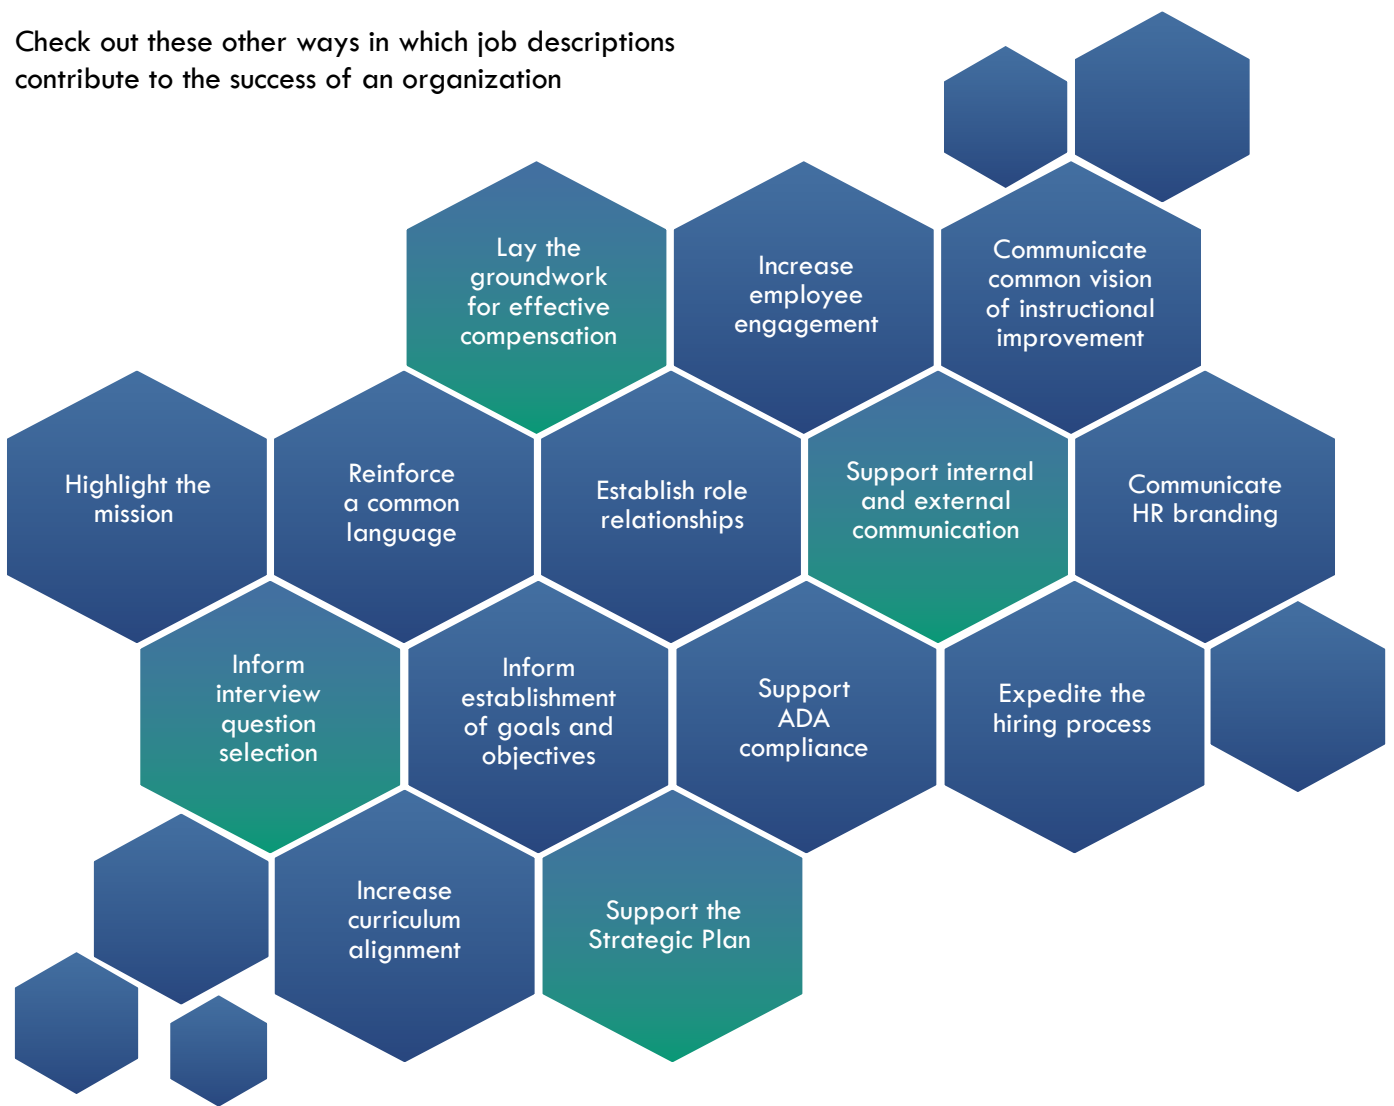 Check out these other ways in which job descriptions
contribute to the success of an organization
Lay the
groundwork
for effective
compensation
Increase
employee
engagement
Communicate
common vision
of instructional
improvement
Highlight the
mission
Reinforce
a common
language
Establish role
relationships
Support internal
and external
communication
Communicate
HR branding
Inform
interview
question
selection
Inform
establishment
of goals and
objectives
Support
ADA
compliance
Expedite the
hiring process
Increase
curriculum
alignment
Support the
Strategic Plan